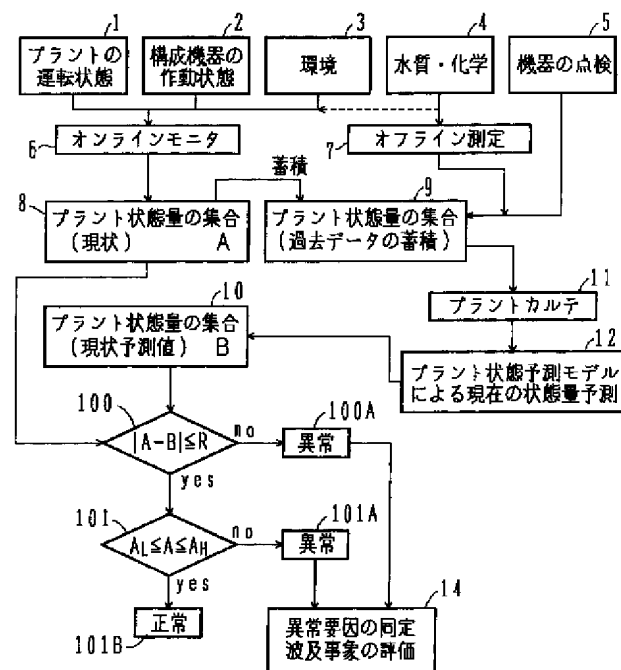 1
2
3
4
5
プラントの
運転状態
構成機器の
作動状態
環境
水質・化学
機器の点検
6
オンラインモニタ
7
オフライン測定
蓄積
8
プラント状態量の集合
(現状) A
9
プラント状態量の集合
(過去データの蓄積)
10
プラント状態量の集合
(現状予測値) B
11
プラントカルテ
12
プラント状態予測モデル
による現在の状態量予測
100
|A-B|≦R
no
100A
異常
yes
101
AL≦A≦AH
no
101A
異常
yes
正常
101B
14
異常要因の同定
波及事象の評価